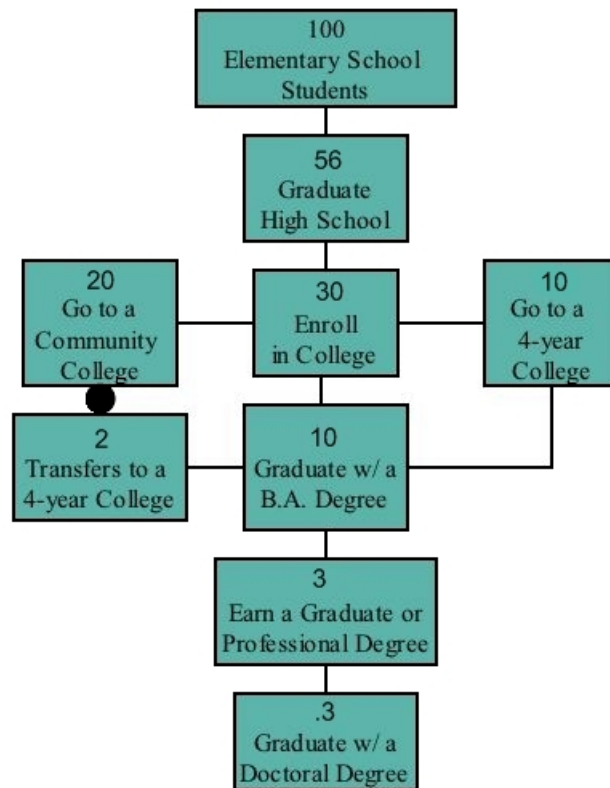 100
Elementary School
Students
56
Graduate
High School
20
Go to a
Community
College
30
Enroll
in College
10
Go to a
4-year
College
2
Transfers to a
4-year College
10
Graduate w/ a
B.A. Degree
3
Earn a Graduate or
Professional Degree
.3
Graduate w/ a
Doctoral Degree